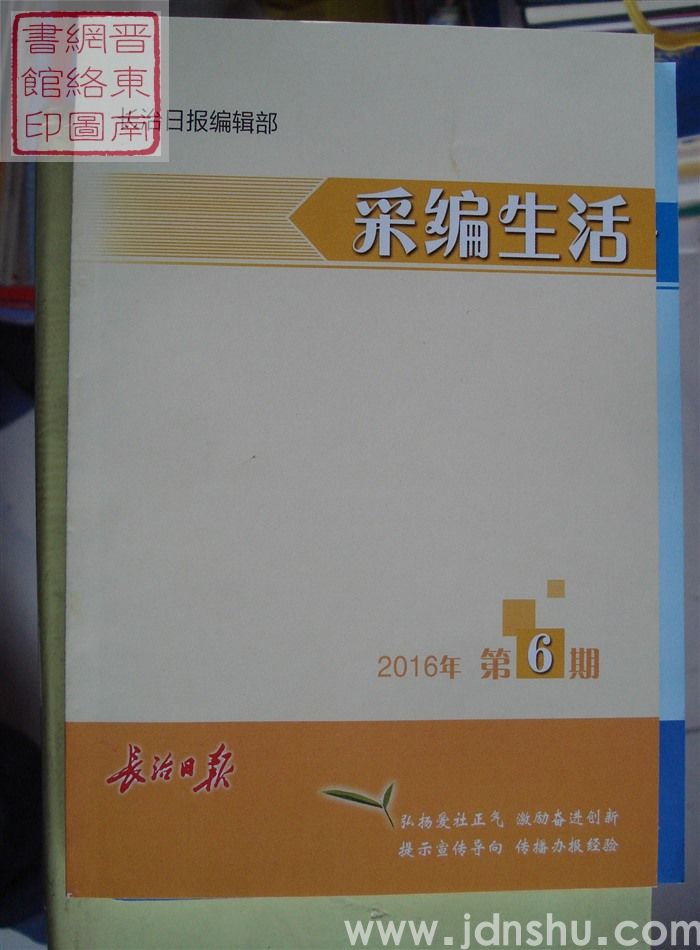 晋东南
網絡圖
書館印
长治日报编辑部
采编生活
2016年 第6期
长治日报
弘扬爱社正气 激励奋进创新
提示宣传导向 传播办报经验
www.jdnshu.com